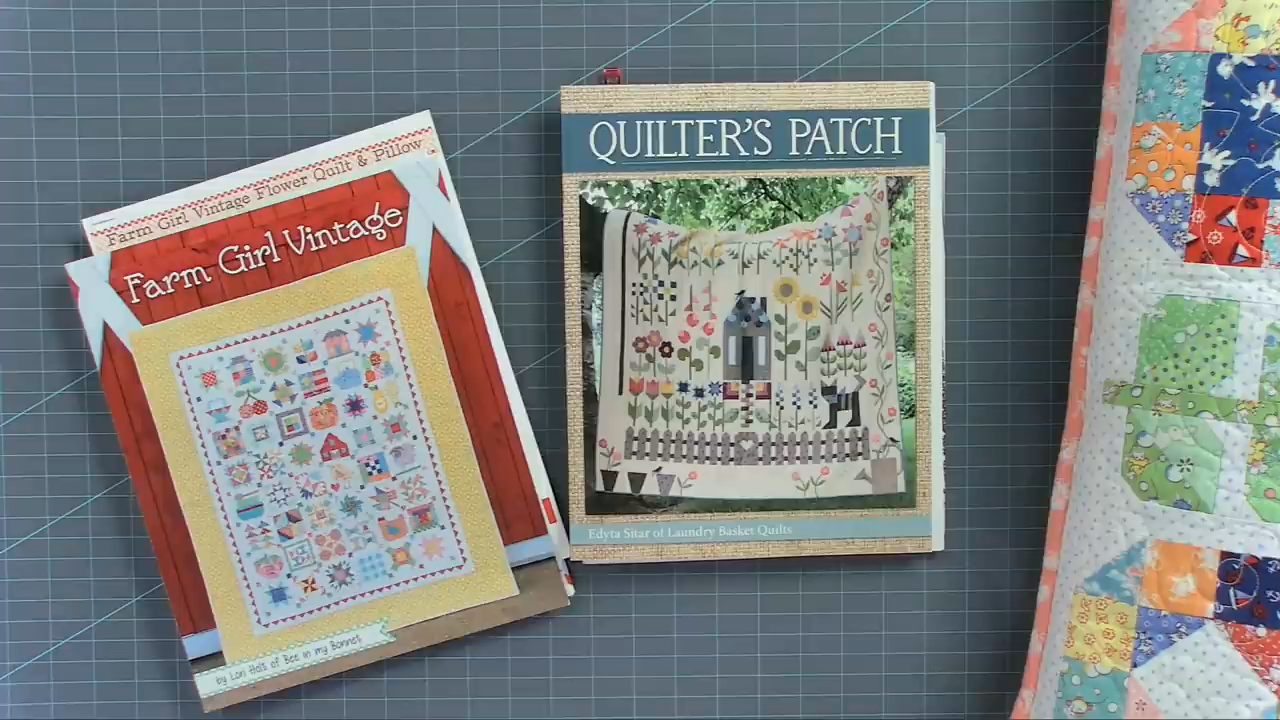 Farm Girl Vintage Flower Quilt & Pillow
Farm Girl Vintage
by Lori Holt of Bee in my Bonnet
QUILTER'S PATCH
Edyta Sitar of Laundry Basket Quilts